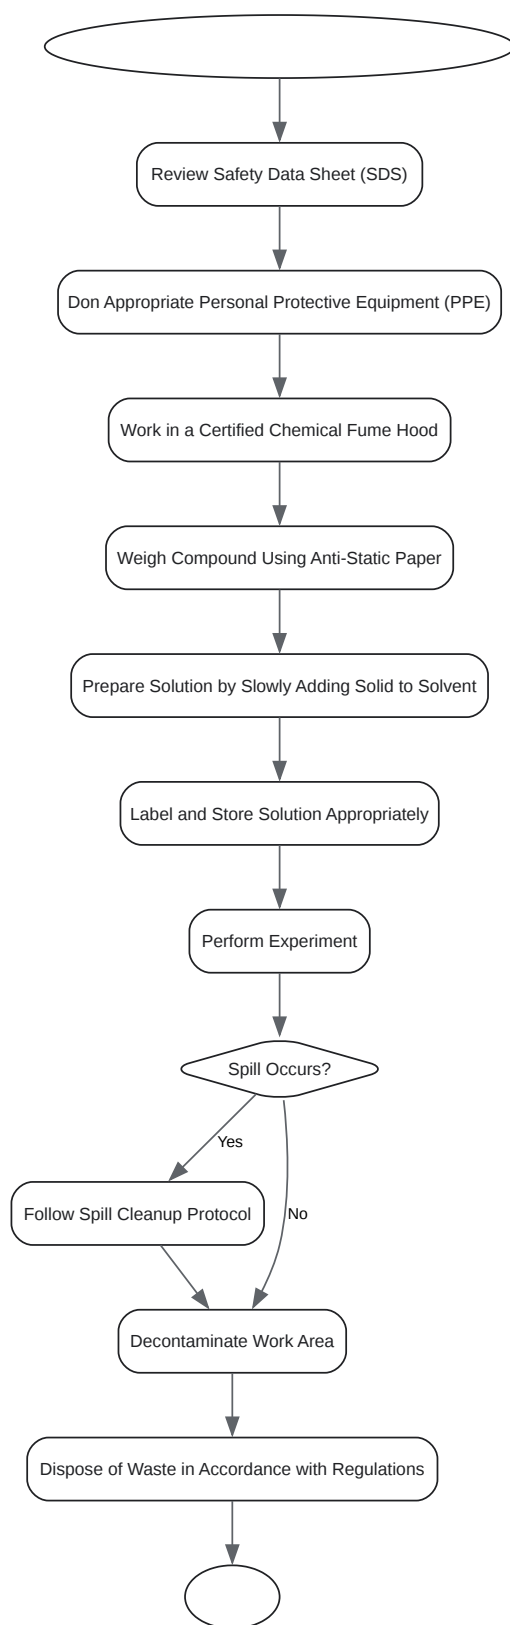 Review Safety Data Sheet (SDS)
Don Appropriate Personal Protective Equipment (PPE)
Work in a Certified Chemical Fume Hood
Weigh Compound Using Anti-Static Paper
Prepare Solution by Slowly Adding Solid to Solvent
Label and Store Solution Appropriately
Perform Experiment
Spill Occurs?
Yes
Follow Spill Cleanup Protocol
No
Decontaminate Work Area
Dispose of Waste in Accordance with Regulations